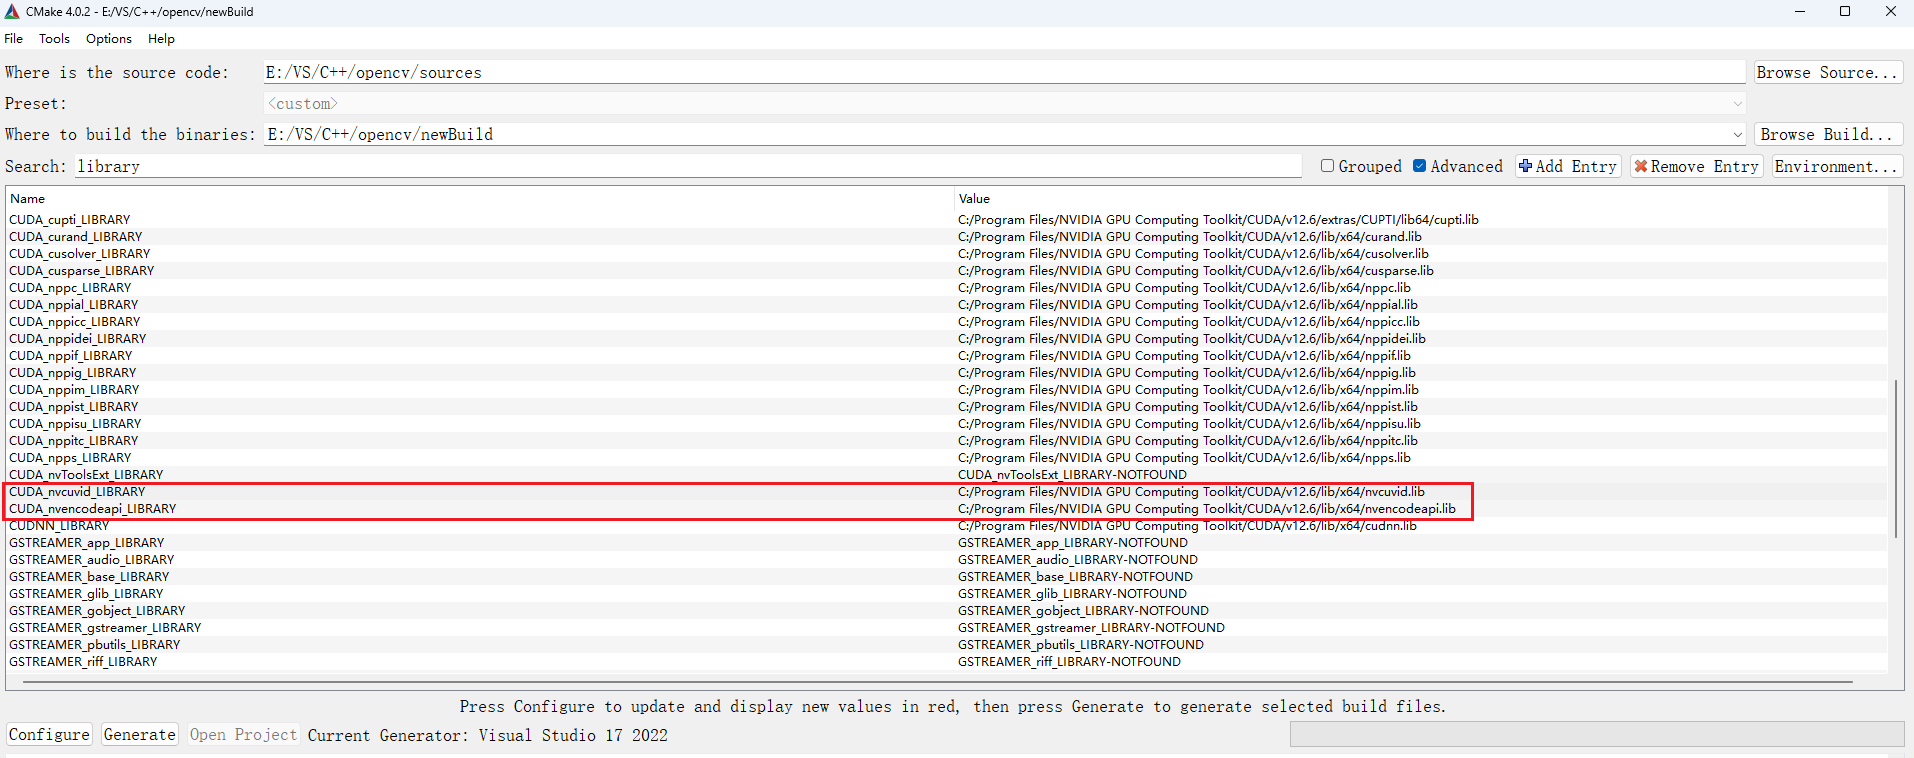 CMake 4.0.2 - E:/VS/C++/opencv/newBuild
File Tools Options Help
Where is the source code: E:/VS/C++/opencv/sources Browse Source...
Preset: <custom>
Where to build the binaries: E:/VS/C++/opencv/newBuild Browse Build...
Search: library Grouped Advanced Add Entry Remove Entry Environment...
Name Value
CUDA_cupti_LIBRARY C:/Program Files/NVIDIA GPU Computing Toolkit/CUDA/v12.6/extras/CUPTI/lib64/cupti.lib
CUDA_curand_LIBRARY C:/Program Files/NVIDIA GPU Computing Toolkit/CUDA/v12.6/lib/x64/curand.lib
CUDA_cusolver_LIBRARY C:/Program Files/NVIDIA GPU Computing Toolkit/CUDA/v12.6/lib/x64/cusolver.lib
CUDA_cusparse_LIBRARY C:/Program Files/NVIDIA GPU Computing Toolkit/CUDA/v12.6/lib/x64/cusparse.lib
CUDA_nppc_LIBRARY C:/Program Files/NVIDIA GPU Computing Toolkit/CUDA/v12.6/lib/x64/nppc.lib
CUDA_nppial_LIBRARY C:/Program Files/NVIDIA GPU Computing Toolkit/CUDA/v12.6/lib/x64/nppial.lib
CUDA_nppicc_LIBRARY C:/Program Files/NVIDIA GPU Computing Toolkit/CUDA/v12.6/lib/x64/nppicc.lib
CUDA_nppidei_LIBRARY C:/Program Files/NVIDIA GPU Computing Toolkit/CUDA/v12.6/lib/x64/nppidei.lib
CUDA_nppif_LIBRARY C:/Program Files/NVIDIA GPU Computing Toolkit/CUDA/v12.6/lib/x64/nppif.lib
CUDA_nppig_LIBRARY C:/Program Files/NVIDIA GPU Computing Toolkit/CUDA/v12.6/lib/x64/nppig.lib
CUDA_nppim_LIBRARY C:/Program Files/NVIDIA GPU Computing Toolkit/CUDA/v12.6/lib/x64/nppim.lib
CUDA_nppist_LIBRARY C:/Program Files/NVIDIA GPU Computing Toolkit/CUDA/v12.6/lib/x64/nppist.lib
CUDA_nppisu_LIBRARY C:/Program Files/NVIDIA GPU Computing Toolkit/CUDA/v12.6/lib/x64/nppisu.lib
CUDA_nppitc_LIBRARY C:/Program Files/NVIDIA GPU Computing Toolkit/CUDA/v12.6/lib/x64/nppitc.lib
CUDA_npps_LIBRARY C:/Program Files/NVIDIA GPU Computing Toolkit/CUDA/v12.6/lib/x64/npps.lib
CUDA_nvToolsExt_LIBRARY CUDA_nvToolsExt_LIBRARY-NOTFOUND
CUDA_nvcuvid_LIBRARY C:/Program Files/NVIDIA GPU Computing Toolkit/CUDA/v12.6/lib/x64/nvcuvid.lib
CUDA_nvencodeapi_LIBRARY C:/Program Files/NVIDIA GPU Computing Toolkit/CUDA/v12.6/lib/x64/nvencodeapi.lib
CUDNN_LIBRARY C:/Program Files/NVIDIA GPU Computing Toolkit/CUDA/v12.6/lib/x64/cudnn.lib
GSTREAMER_app_LIBRARY GSTREAMER_app_LIBRARY-NOTFOUND
GSTREAMER_audio_LIBRARY GSTREAMER_audio_LIBRARY-NOTFOUND
GSTREAMER_base_LIBRARY GSTREAMER_base_LIBRARY-NOTFOUND
GSTREAMER_glib_LIBRARY GSTREAMER_glib_LIBRARY-NOTFOUND
GSTREAMER_gobject_LIBRARY GSTREAMER_gobject_LIBRARY-NOTFOUND
GSTREAMER_gstreamer_LIBRARY GSTREAMER_gstreamer_LIBRARY-NOTFOUND
GSTREAMER_pbutils_LIBRARY GSTREAMER_pbutils_LIBRARY-NOTFOUND
GSTREAMER_riff_LIBRARY GSTREAMER_riff_LIBRARY-NOTFOUND
Press Configure to update and display new values in red, then press Generate to generate selected build files.
Configure Generate Open Project Current Generator: Visual Studio 17 2022